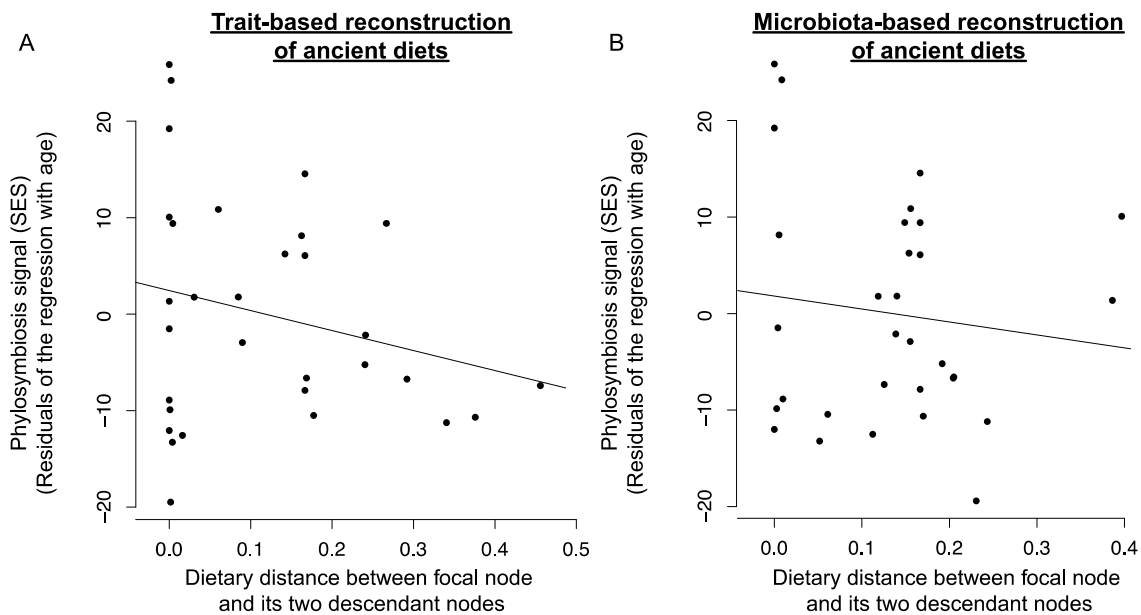 A
Trait-based reconstruction
of ancient diets
Phylosymbiosis signal (SES)
(Residuals of the regression with age)
20
10
0
−10
−20
0.0 0.1 0.2 0.3 0.4 0.5
Dietary distance between focal node
and its two descendant nodes
B
Microbiota-based reconstruction
of ancient diets
Phylosymbiosis signal (SES)
(Residuals of the regression with age)
20
10
0
−10
−20
0.0 0.1 0.2 0.3 0.4
Dietary distance between focal node
and its two descendant nodes